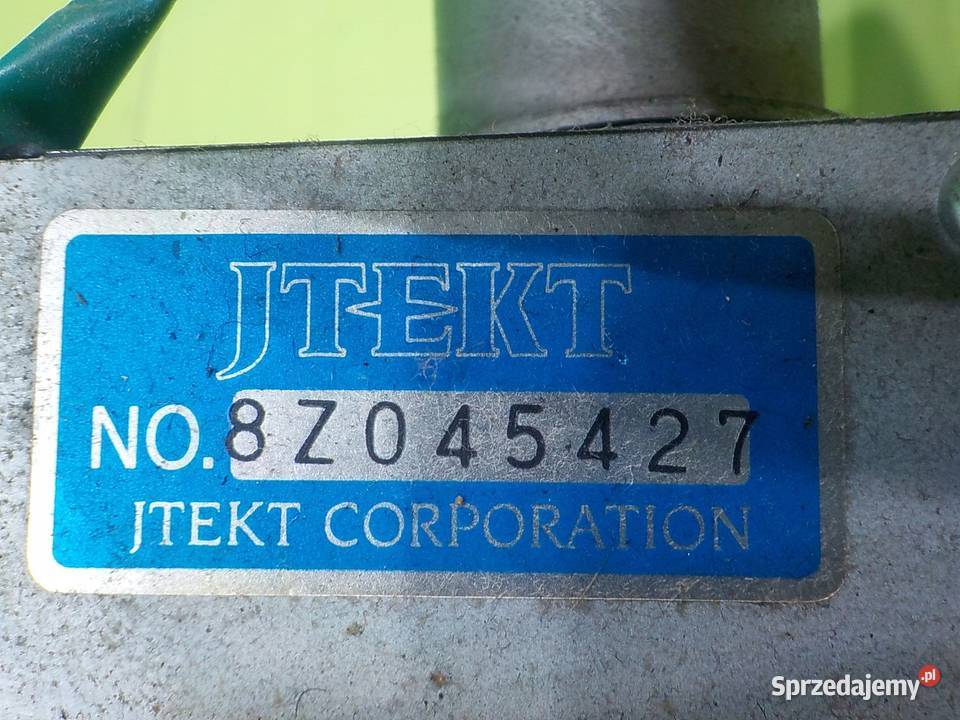 JTEKT
NO. 8Z045427
JTEKT CORPORATION
Sprzedajemy.pl